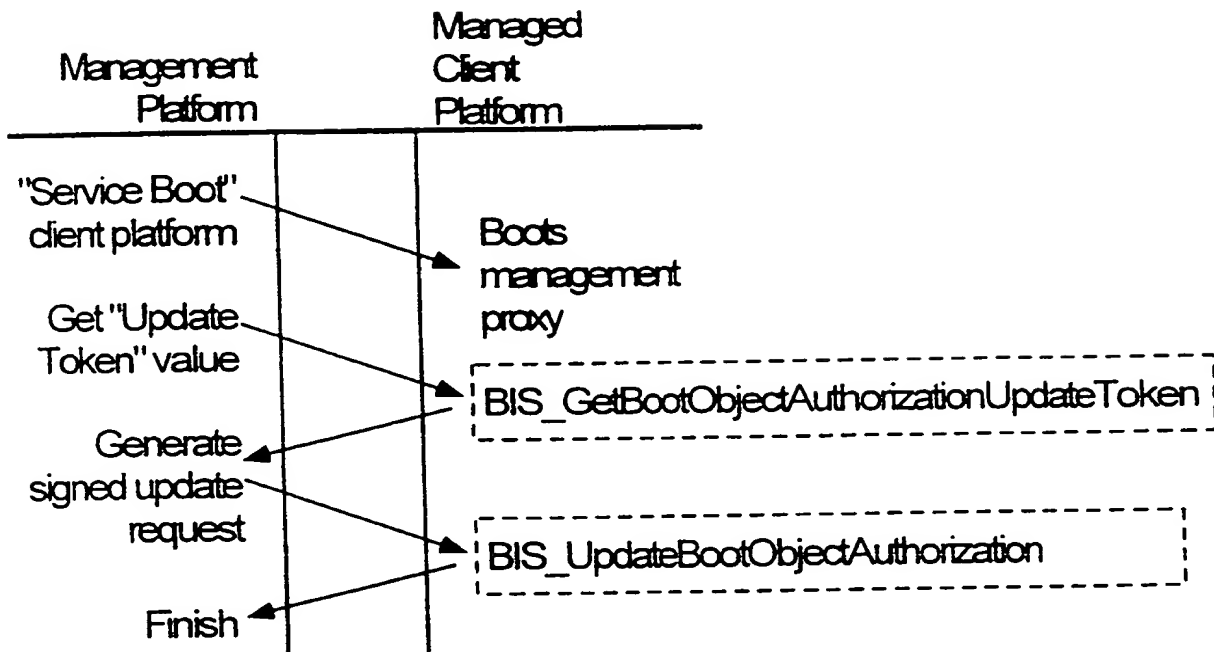 Management
Platform
Managed
Client
Platform
"Service Boot"
client platform
Boots
management
proxy
Get "Update
Token" value
BIS_GetBootObjectAuthorizationUpdateToken
Generate
signed update
request
BIS_UpdateBootObjectAuthorization
Finish